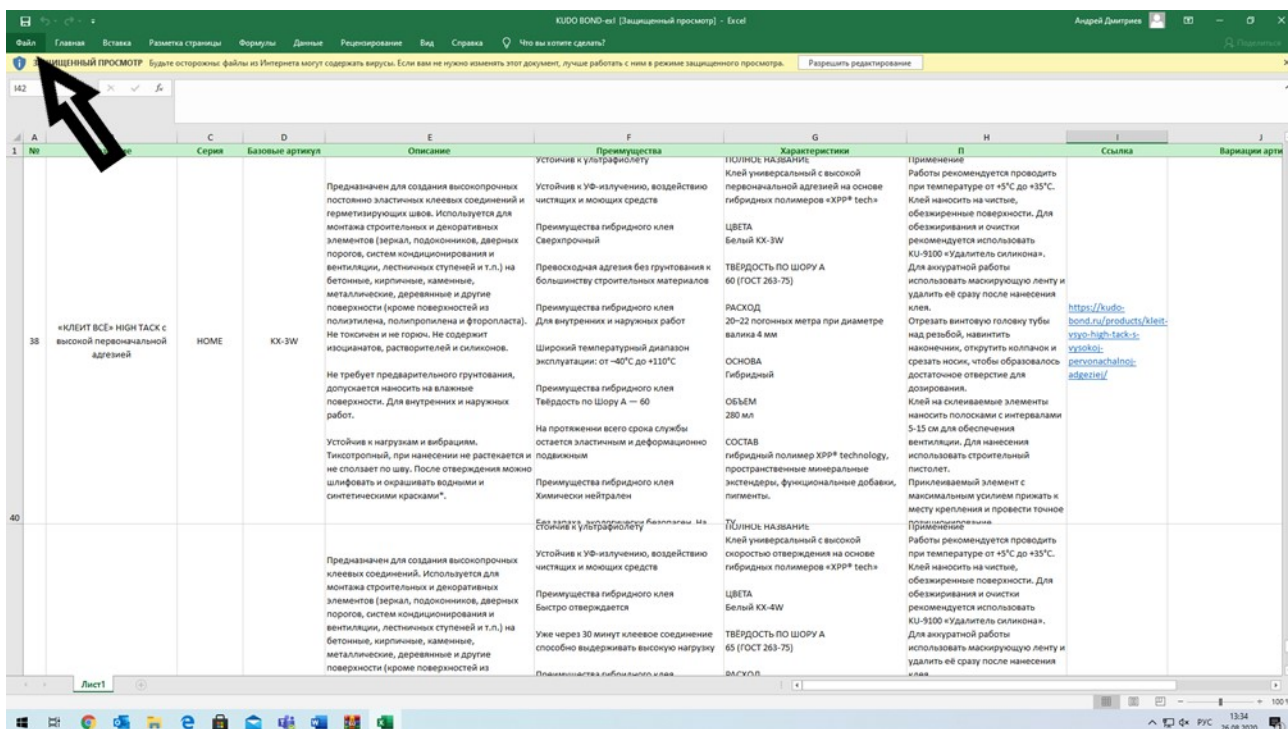 KUDO BOND-exl [Защищенный просмотр] - Excel
Андрей Дмитриев
Файл Главная Вставка Разметка страницы Формулы Данные Рецензирование Вид Справка Что вы хотите сделать? Поделиться
ПРОСМОТР Будьте осторожны: файлы из Интернета могут содержать вирусы. Если вам не нужно изменять этот документ, лучше работать с ним в режиме защищенного просмотра. Разрешить редактирование
I42
fx
A C D E F G H I J
1 № Серия Базовые артикул Описание Преимущества Характеристики П Ссылка Вариации арти
40
38
«КЛЕИТ ВСЁ» HIGH TACK с
высокой первоначальной
адгезией
HOME
KX-3W
Предназначен для создания высокопрочных
постоянно эластичных клеевых соединений и
герметизирующих швов. Используется для
монтажа строительных и декоративных
элементов (зеркал, подоконников, дверных
порогов, систем кондиционирования и
вентиляции, лестничных ступеней и т.п.) на
бетонные, кирпичные, каменные,
металлические, деревянные и другие
поверхности (кроме поверхностей из
полиэтилена, полипропилена и фторопласта).
Не токсичен и не горюч. Не содержит
изоцианатов, растворителей и силиконов.
Не требует предварительного грунтования,
допускается наносить на влажные
поверхности. Для внутренних и наружных
работ.
Устойчив к нагрузкам и вибрациям.
Тиксотропный, при нанесении не растекается и
не сползает по шву. После отверждения можно
шлифовать и окрашивать водными и
синтетическими красками*.
Устойчив к ультрафиолету
Устойчив к УФ-излучению, воздействию
чистящих и моющих средств
Преимущества гибридного клея
Сверхпрочный
Превосходная адгезия без грунтования к
большинству строительных материалов
Преимущества гибридного клея
Для внутренних и наружных работ
Широкий температурный диапазон
эксплуатации: от −40°С до +110°С
Преимущества гибридного клея
Твёрдость по Шору А — 60
На протяжении всего срока службы
остается эластичным и деформационно
подвижным
Преимущества гибридного клея
Химически нейтрален
Без запаха, экологически безопасен. На
ПОЛНОЕ НАЗВАНИЕ
Клей универсальный с высокой
первоначальной адгезией на основе
гибридных полимеров «XPP® tech»
ЦВЕТА
Белый KX-3W
ТВЁРДОСТЬ ПО ШОРУ А
60 (ГОСТ 263-75)
РАСХОД
20–22 погонных метра при диаметре
валика 4 мм
ОСНОВА
Гибридный
ОБЪЕМ
280 мл
СОСТАВ
гибридный полимер XPP® technology,
пространственные минеральные
экстендеры, функциональные добавки,
пигменты.
ТУ
Применение
Работы рекомендуется проводить
при температуре от +5°С до +35°С.
Клей наносить на чистые,
обезжиренные поверхности. Для
обезжиривания и очистки
рекомендуется использовать
KU-9100 «Удалитель силикона».
Для аккуратной работы
использовать маскирующую ленту и
удалить её сразу после нанесения
клея.
Отрезать винтовую головку тубы
над резьбой, навинтить
наконечник, открутить колпачок и
срезать носик, чтобы образовалось
достаточное отверстие для
дозирования.
Клей на склеиваемые элементы
наносить полосками с интервалами
5-15 см для обеспечения
вентиляции. Для нанесения
использовать строительный
пистолет.
Приклеиваемый элемент с
максимальным усилием прижать к
месту крепления и провести точное
позиционирование
https://kudo-
bond.ru/products/kleit-
vsyo-high-tack-s-
vysokoj-
pervonachalnoj-
adgeziej/
Предназначен для создания высокопрочных
клеевых соединений. Используется для
монтажа строительных и декоративных
элементов (зеркал, подоконников, дверных
порогов, систем кондиционирования и
вентиляции, лестничных ступеней и т.п.) на
бетонные, кирпичные, каменные,
металлические, деревянные и другие
поверхности (кроме поверхностей из
стойчив к ультрафиолету
Устойчив к УФ-излучению, воздействию
чистящих и моющих средств
Преимущества гибридного клея
Быстро отверждается
Уже через 30 минут клеевое соединение
способно выдерживать высокую нагрузку
Преимущества гибридного клея
ПОЛНОЕ НАЗВАНИЕ
Клей универсальный с высокой
скоростью отверждения на основе
гибридных полимеров «XPP® tech»
ЦВЕТА
Белый KX-4W
ТВЁРДОСТЬ ПО ШОРУ А
65 (ГОСТ 263-75)
РАСХОД
Применение
Работы рекомендуется проводить
при температуре от +5°С до +35°С.
Клей наносить на чистые,
обезжиренные поверхности. Для
обезжиривания и очистки
рекомендуется использовать
KU-9100 «Удалитель силикона».
Для аккуратной работы
использовать маскирующую ленту и
удалить её сразу после нанесения
клея
Лист1
100
РУС
13:34
26.08.2020